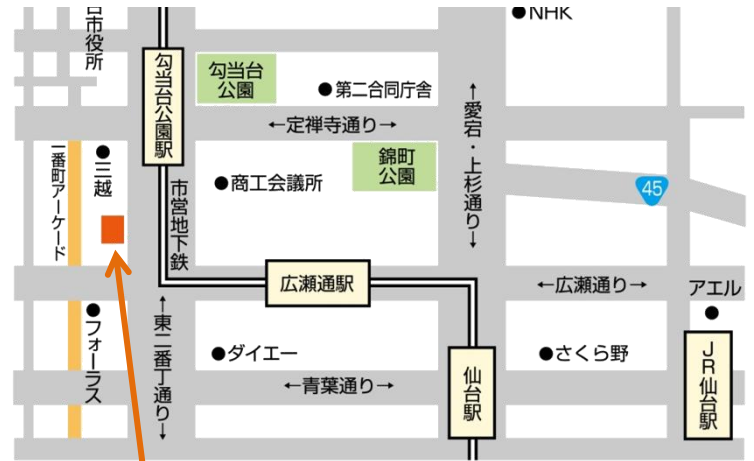 台市役所
勾当台公園駅
勾当台
公園
●第二合同庁舎
●NHK
←定禅寺通り→
←愛宕・上杉通り→
錦町
公園
●商工会議所
市営地下鉄
一番町アーケード
●三越
45
広瀬通駅
←広瀬通り→
アエル
●
●フォーラス
←東二番丁通り→
●ダイエー
←青葉通り→
仙台駅
●さくら野
JR仙台駅